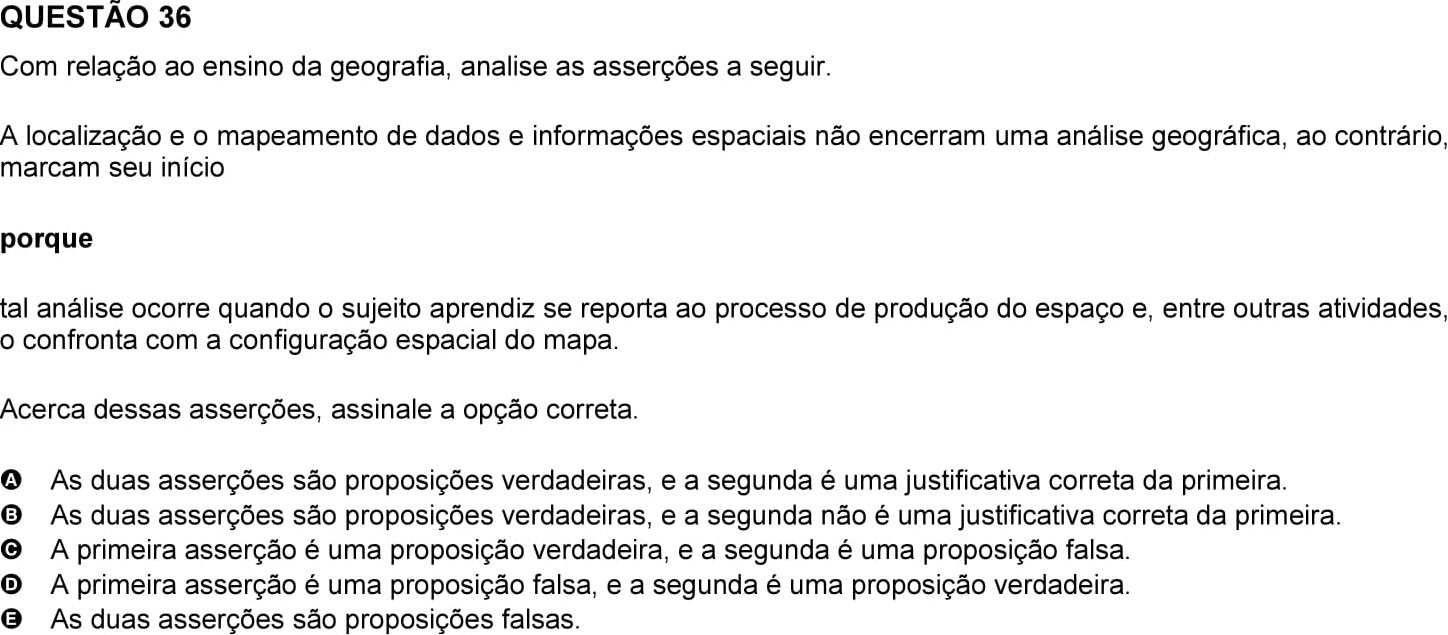 QUESTÃO 36
Com relação ao ensino da geografia, analise as asserções a seguir.
A localização e o mapeamento de dados e informações espaciais não encerram uma análise geográfica, ao contrário,
marcam seu início
porque
tal análise ocorre quando o sujeito aprendiz se reporta ao processo de produção do espaço e, entre outras atividades,
o confronta com a configuração espacial do mapa.
Acerca dessas asserções, assinale a opção correta.
A As duas asserções são proposições verdadeiras, e a segunda é uma justificativa correta da primeira.
B As duas asserções são proposições verdadeiras, e a segunda não é uma justificativa correta da primeira.
C A primeira asserção é uma proposição verdadeira, e a segunda é uma proposição falsa.
D A primeira asserção é uma proposição falsa, e a segunda é uma proposição verdadeira.
E As duas asserções são proposições falsas.